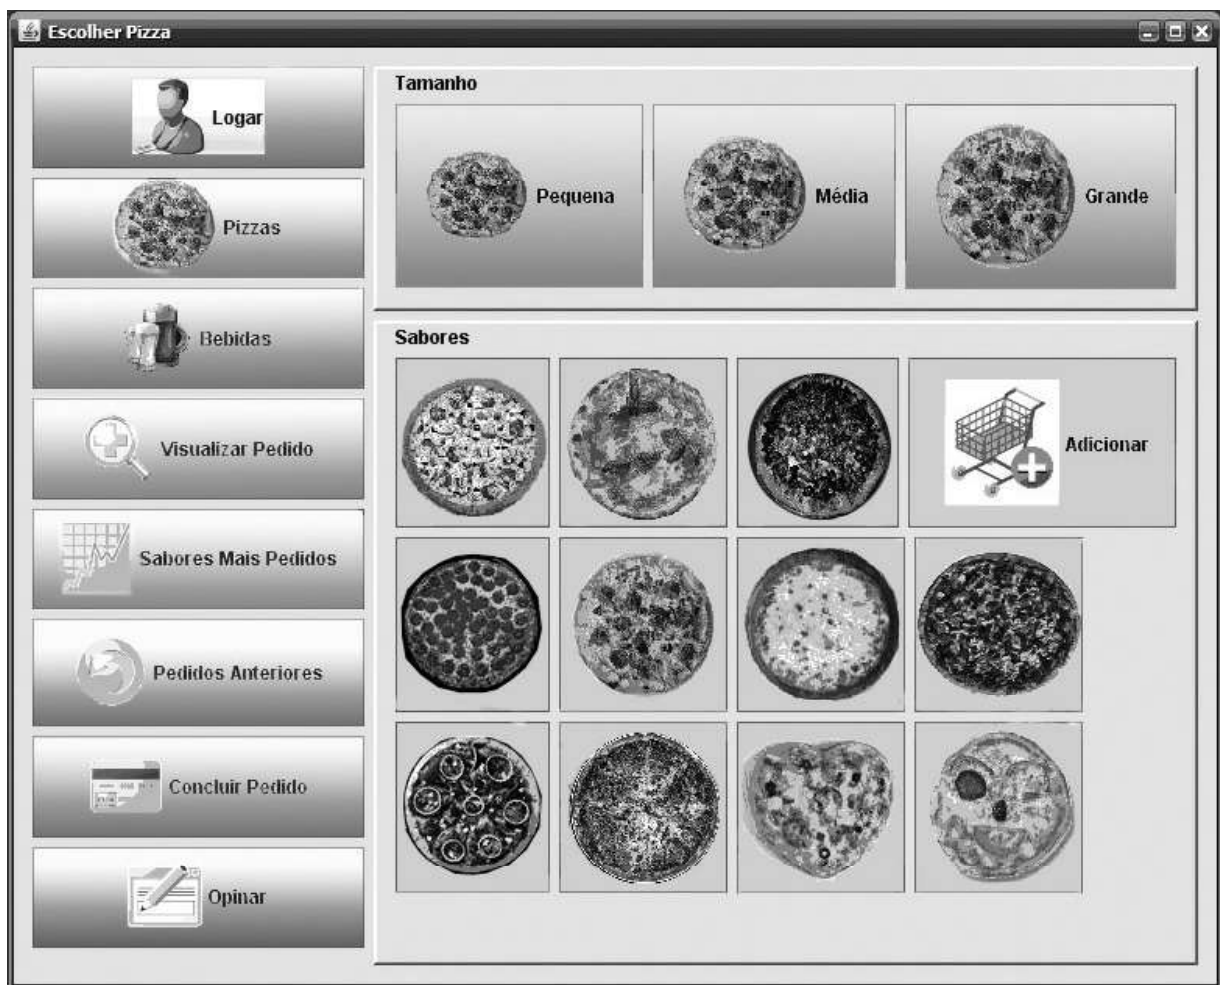 Escolher Pizza
Logar
Pizzas
Bebidas
Visualizar Pedido
Sabores Mais Pedidos
Pedidos Anteriores
Concluir Pedido
Opinar
Tamanho
Pequena
Média
Grande
Sabores
Adicionar